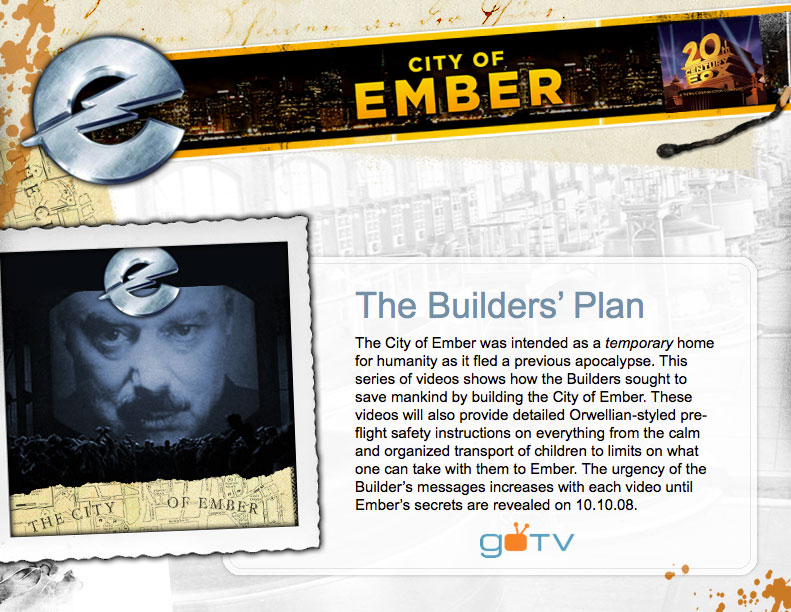 CITY OF
EMBER
20th
CENTURY
FOX
THE CITY OF EMBER
The Builders’ Plan
The City of Ember was intended as a temporary home
for humanity as it fled a previous apocalypse. This
series of videos shows how the Builders sought to
save mankind by building the City of Ember. These
videos will also provide detailed Orwellian-styled pre-
flight safety instructions on everything from the calm
and organized transport of children to limits on what
one can take with them to Ember. The urgency of the
Builder’s messages increases with each video until
Ember’s secrets are revealed on 10.10.08.
goTV